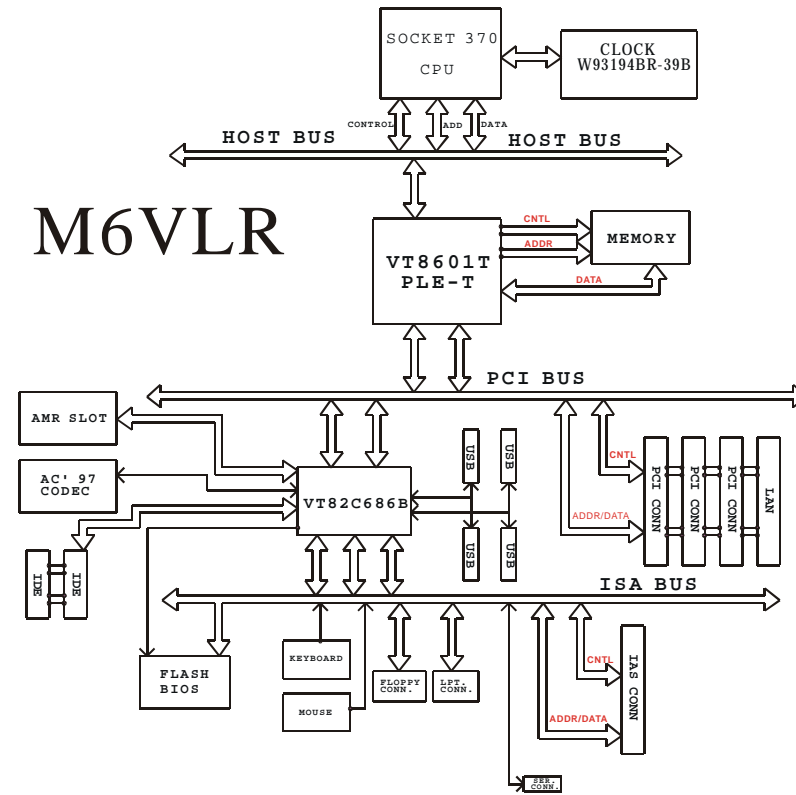 SOCKET 370
CPU
CLOCK
W93194BR-39B
CONTROL
ADD
DATA
HOST BUS
HOST BUS
M6VLR
VT8601T
PLE-T
CNTL
ADDR
DATA
MEMORY
PCI BUS
AMR SLOT
AC' 97
CODEC
VT82C686B
USB
USB
USB
USB
CNTL
ADDR/DATA
PCI CONN
PCI CONN
PCI CONN
LAN
IDE
IDE
ISA BUS
FLASH
BIOS
KEYBOARD
MOUSE
FLOPPY
CONN.
LPT.
CONN.
CNTL
ADDR/DATA
IAS CONN
SER.
CONN.